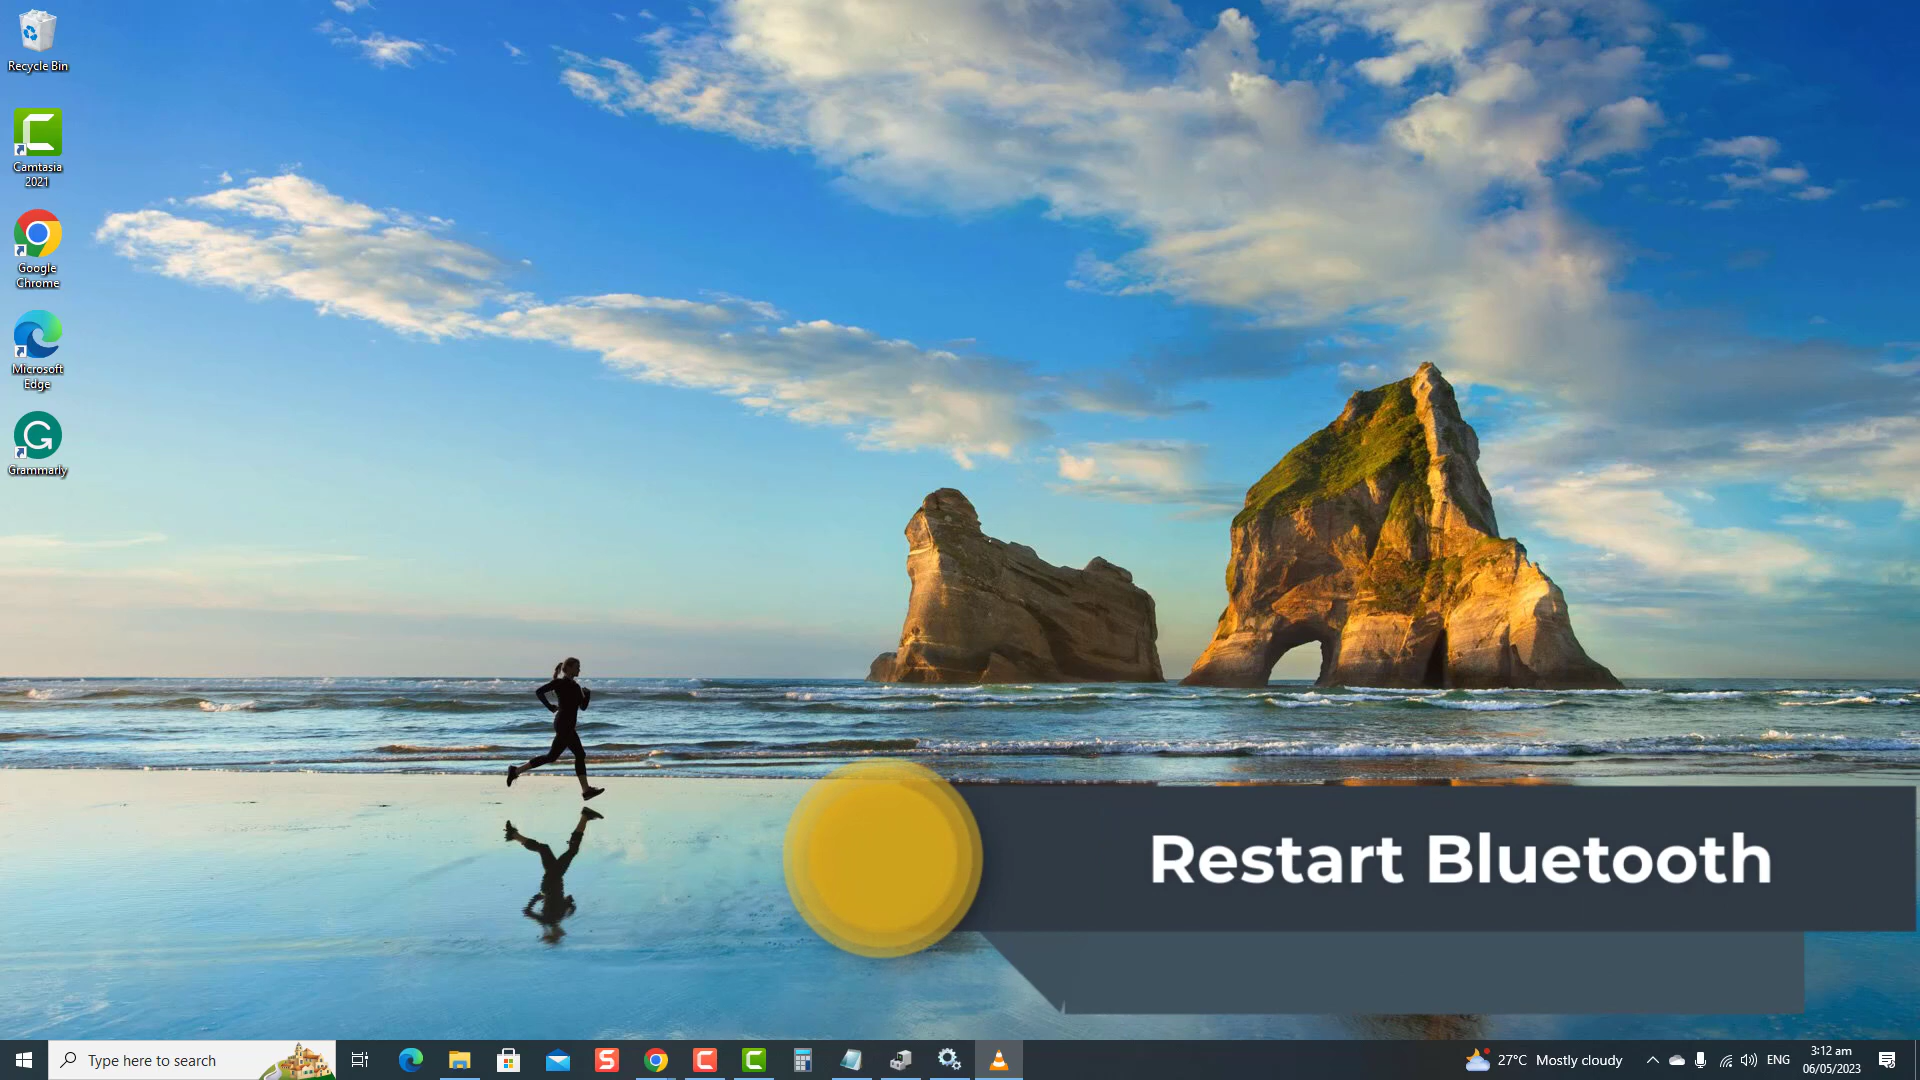 Recycle Bin
Camtasia
2021
Google
Chrome
Microsoft
Edge
Grammarly
Restart Bluetooth
Type here to search
27°C Mostly cloudy
ENG
3:12 am
06/05/2023